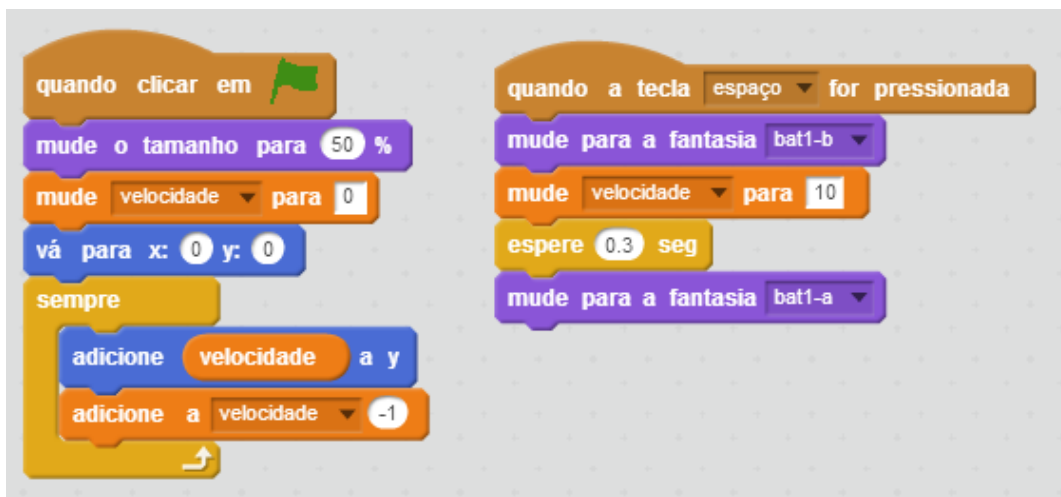 quando clicar em
mude o tamanho para 50 %
mude velocidade para 0
vá para x: 0 y: 0
sempre
adicione velocidade a y
adicione a velocidade -1
quando a tecla espaço for pressionada
mude para a fantasia bat1-b
mude velocidade para 10
espere 0.3 seg
mude para a fantasia bat1-a